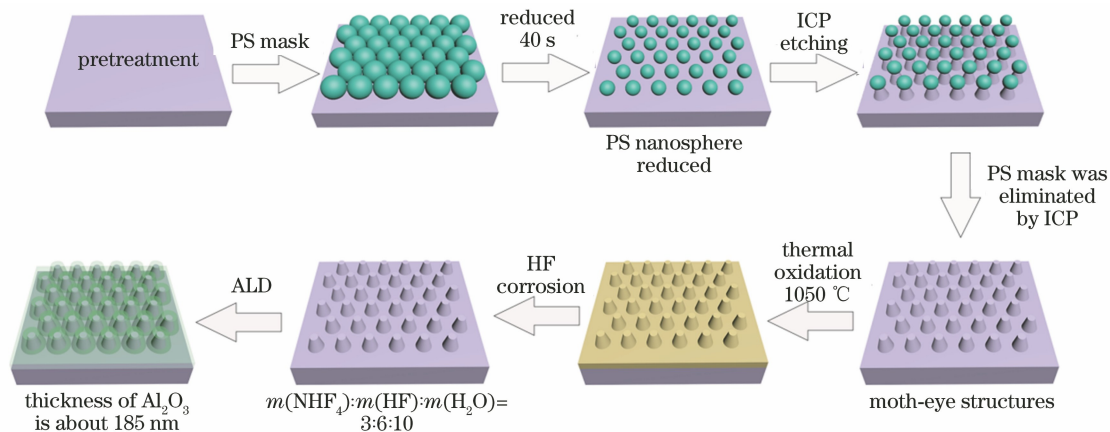 pretreatment
PS mask
reduced
40 s
PS nanosphere
reduced
ICP
etching
PS mask was
eliminated
by ICP
moth-eye structures
thermal
oxidation
1050 ℃
HF
corrosion
m(NHF₄):m(HF):m(H₂O)=
3:6:10
ALD
thickness of Al₂O₃
is about 185 nm